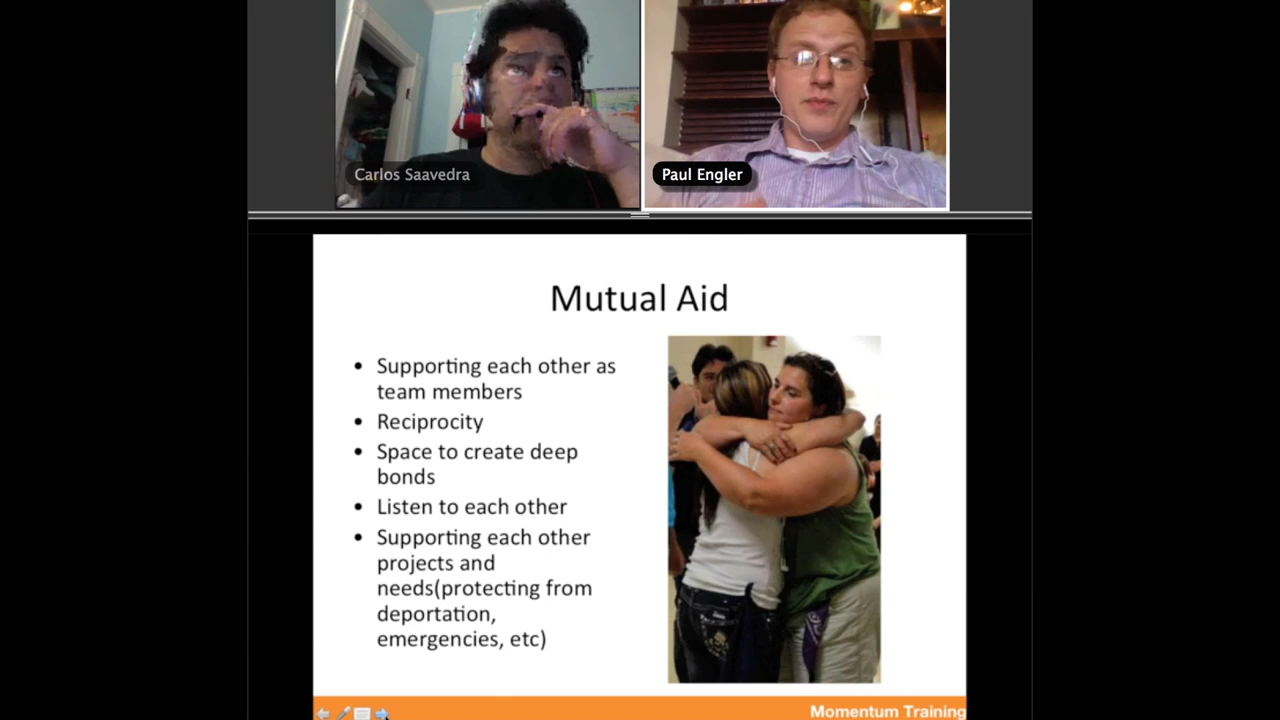 Carlos Saavedra
Paul Engler
Mutual Aid
• Supporting each other as
team members
• Reciprocity
• Space to create deep
bonds
• Listen to each other
• Supporting each other
projects and
needs(protecting from
deportation,
emergencies, etc)
Momentum Training